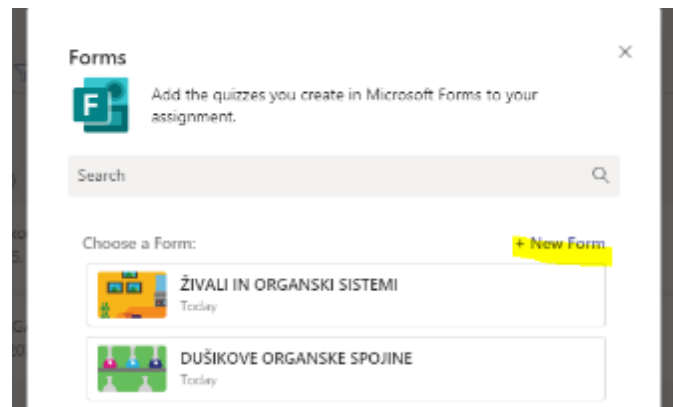 Forms
Add the quizzes you create in Microsoft Forms to your
assignment.
Search
Choose a Form:
+ New Form
ŽIVALI IN ORGANSKI SISTEMI
Today
DUŠIKOVE ORGANSKE SPOJINE
Today